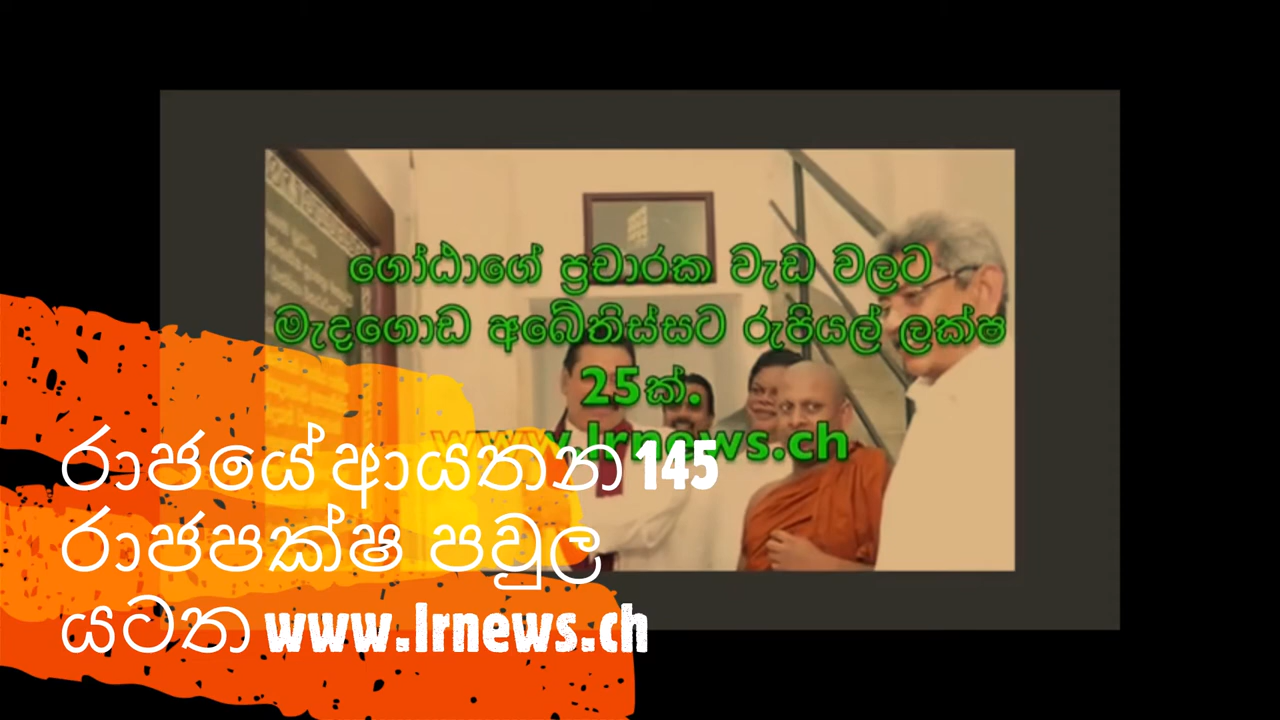 ගෝඨාගේ ප්‍රචාරක වැඩ වලට
මැදගොඩ අබේතිස්සට රුපියල් ලක්ෂ
25ක්.
www.lrnews.ch
රාජයේ ආයතන 145
රාජපක්ෂ පවුල
යටත www.lrnews.ch